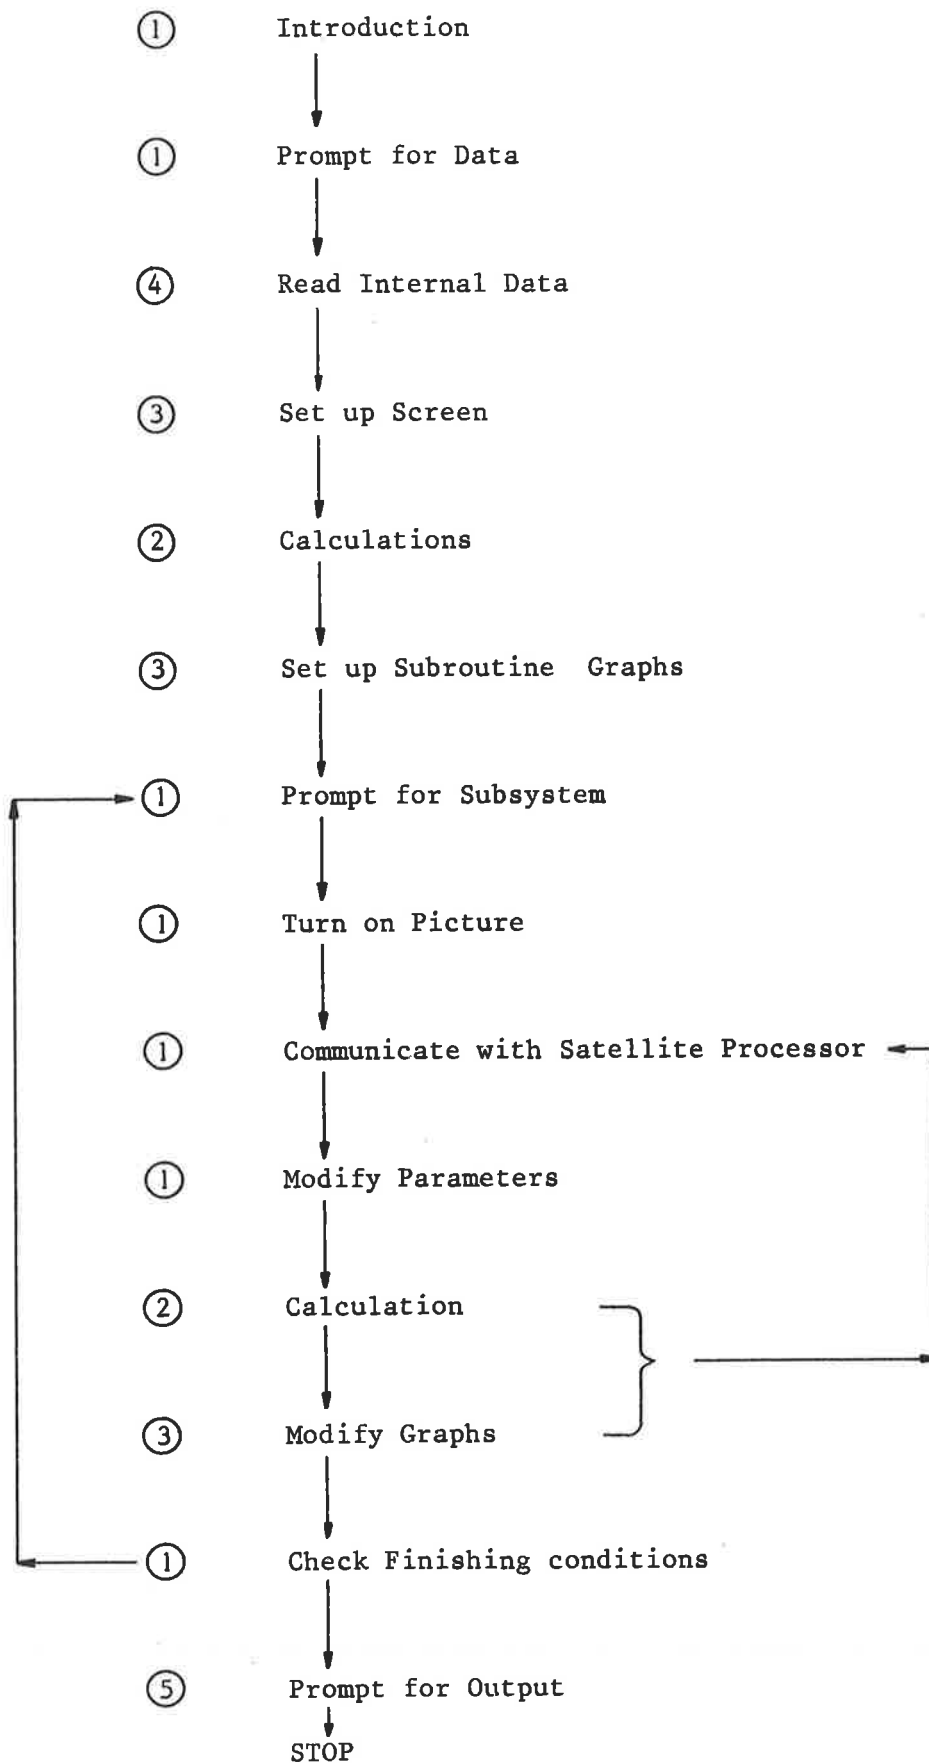 ① Introduction
① Prompt for Data
④ Read Internal Data
③ Set up Screen
② Calculations
③ Set up Subroutine Graphs
① Prompt for Subsystem
① Turn on Picture
① Communicate with Satellite Processor
① Modify Parameters
② Calculation
③ Modify Graphs
① Check Finishing conditions
⑤ Prompt for Output
STOP